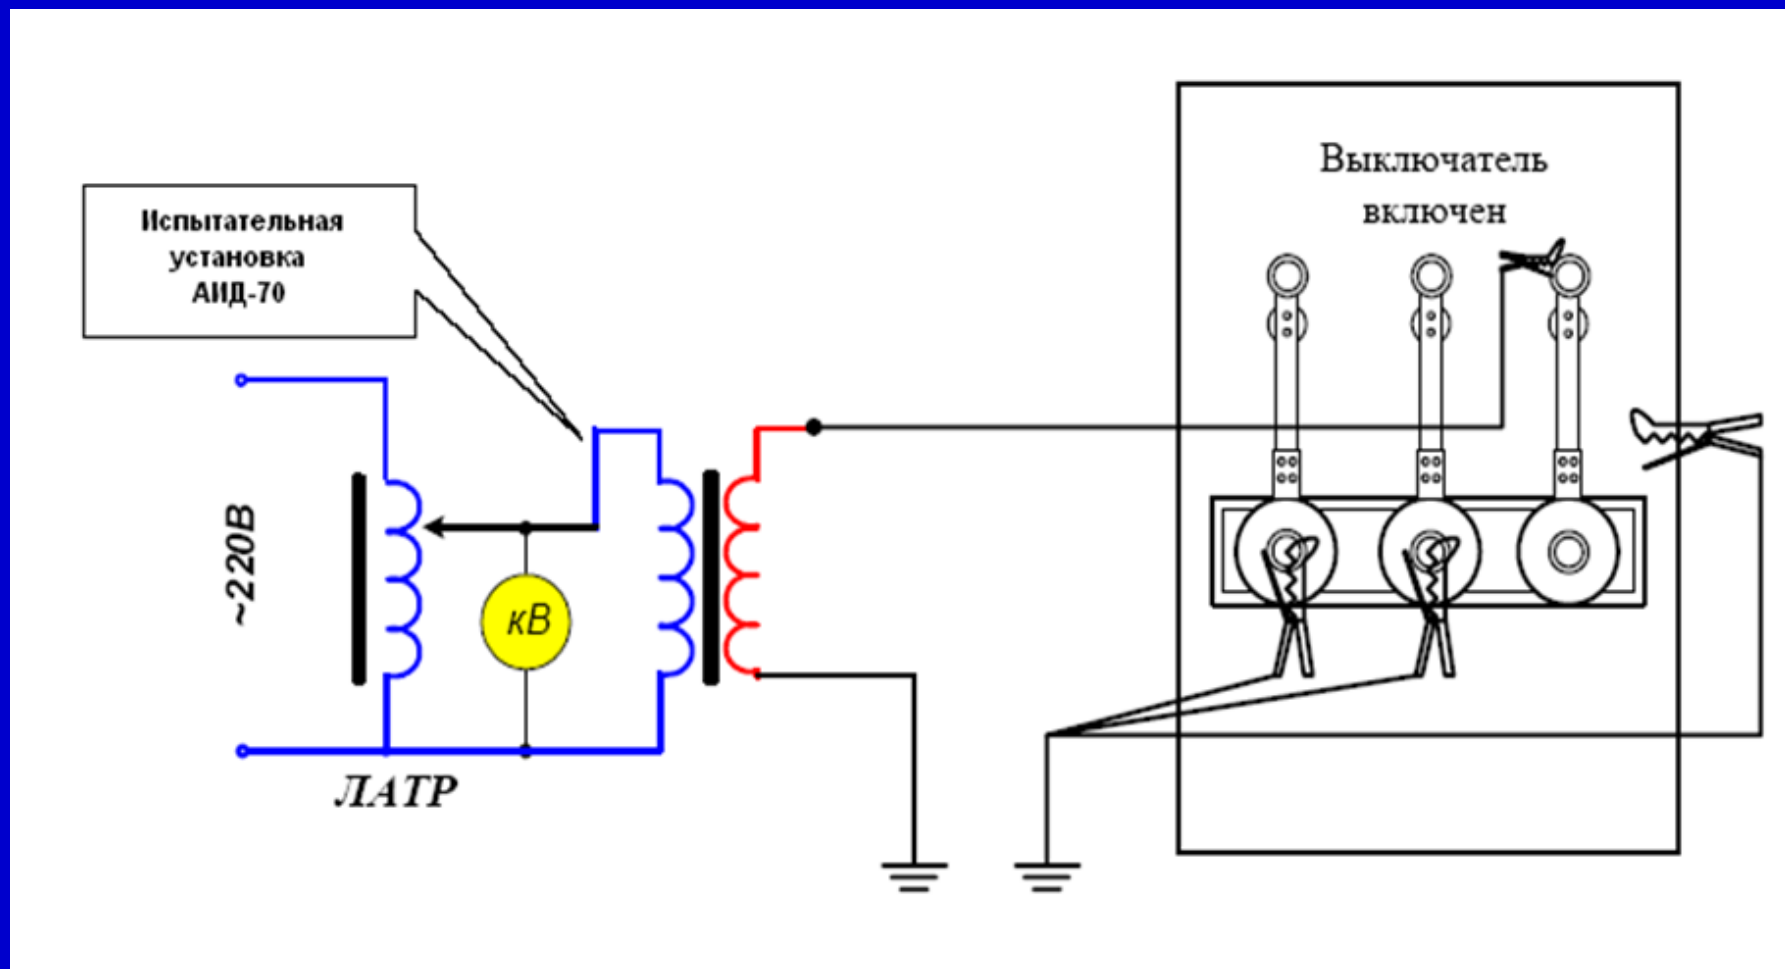 Выключатель
включен
Испытательная
установка
АИД-70
~220В
кВ
ЛАТР